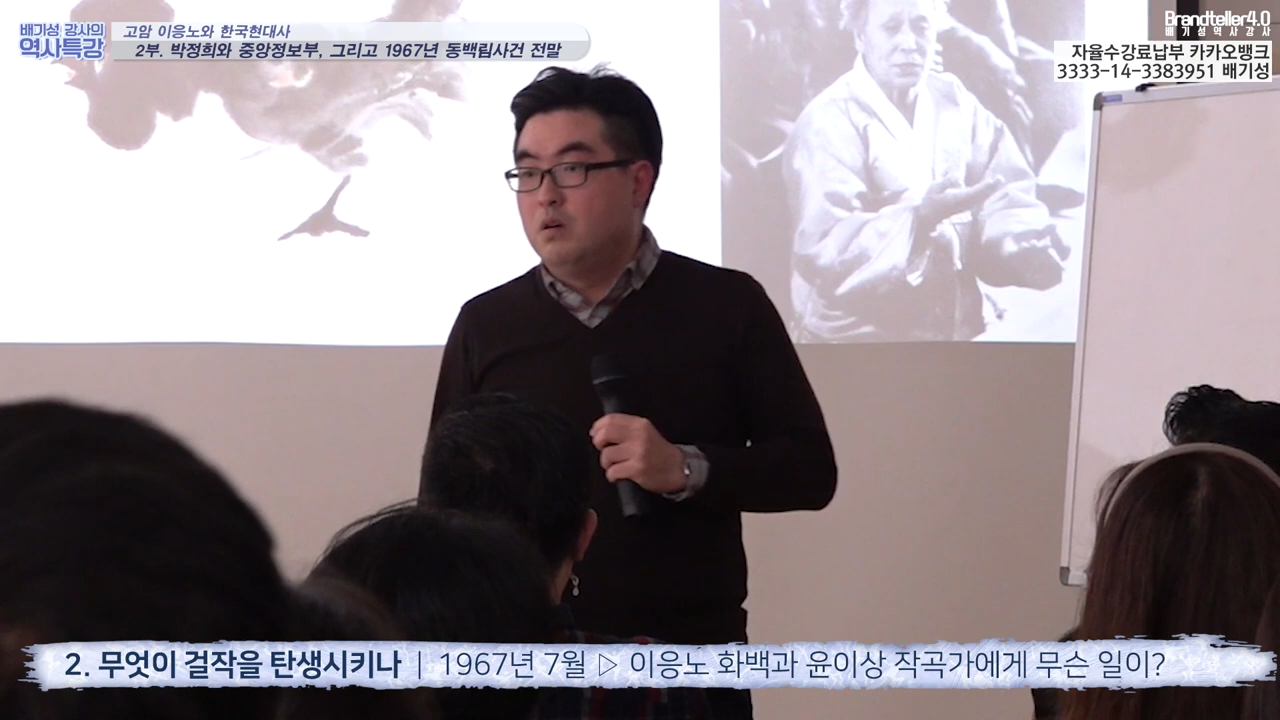 배기성 강사의
역사특강
고암 이응노와 한국현대사
2부. 박정희와 중앙정보부, 그리고 1967년 동백림사건 전말
Brandteller4.0
배기성역사강사
자율수강료납부 카카오뱅크
3333-14-3383951 배기성
2. 무엇이 걸작을 탄생시키나 | 1967년 7월 ▷ 이응노 화백과 윤이상 작곡가에게 무슨 일이?